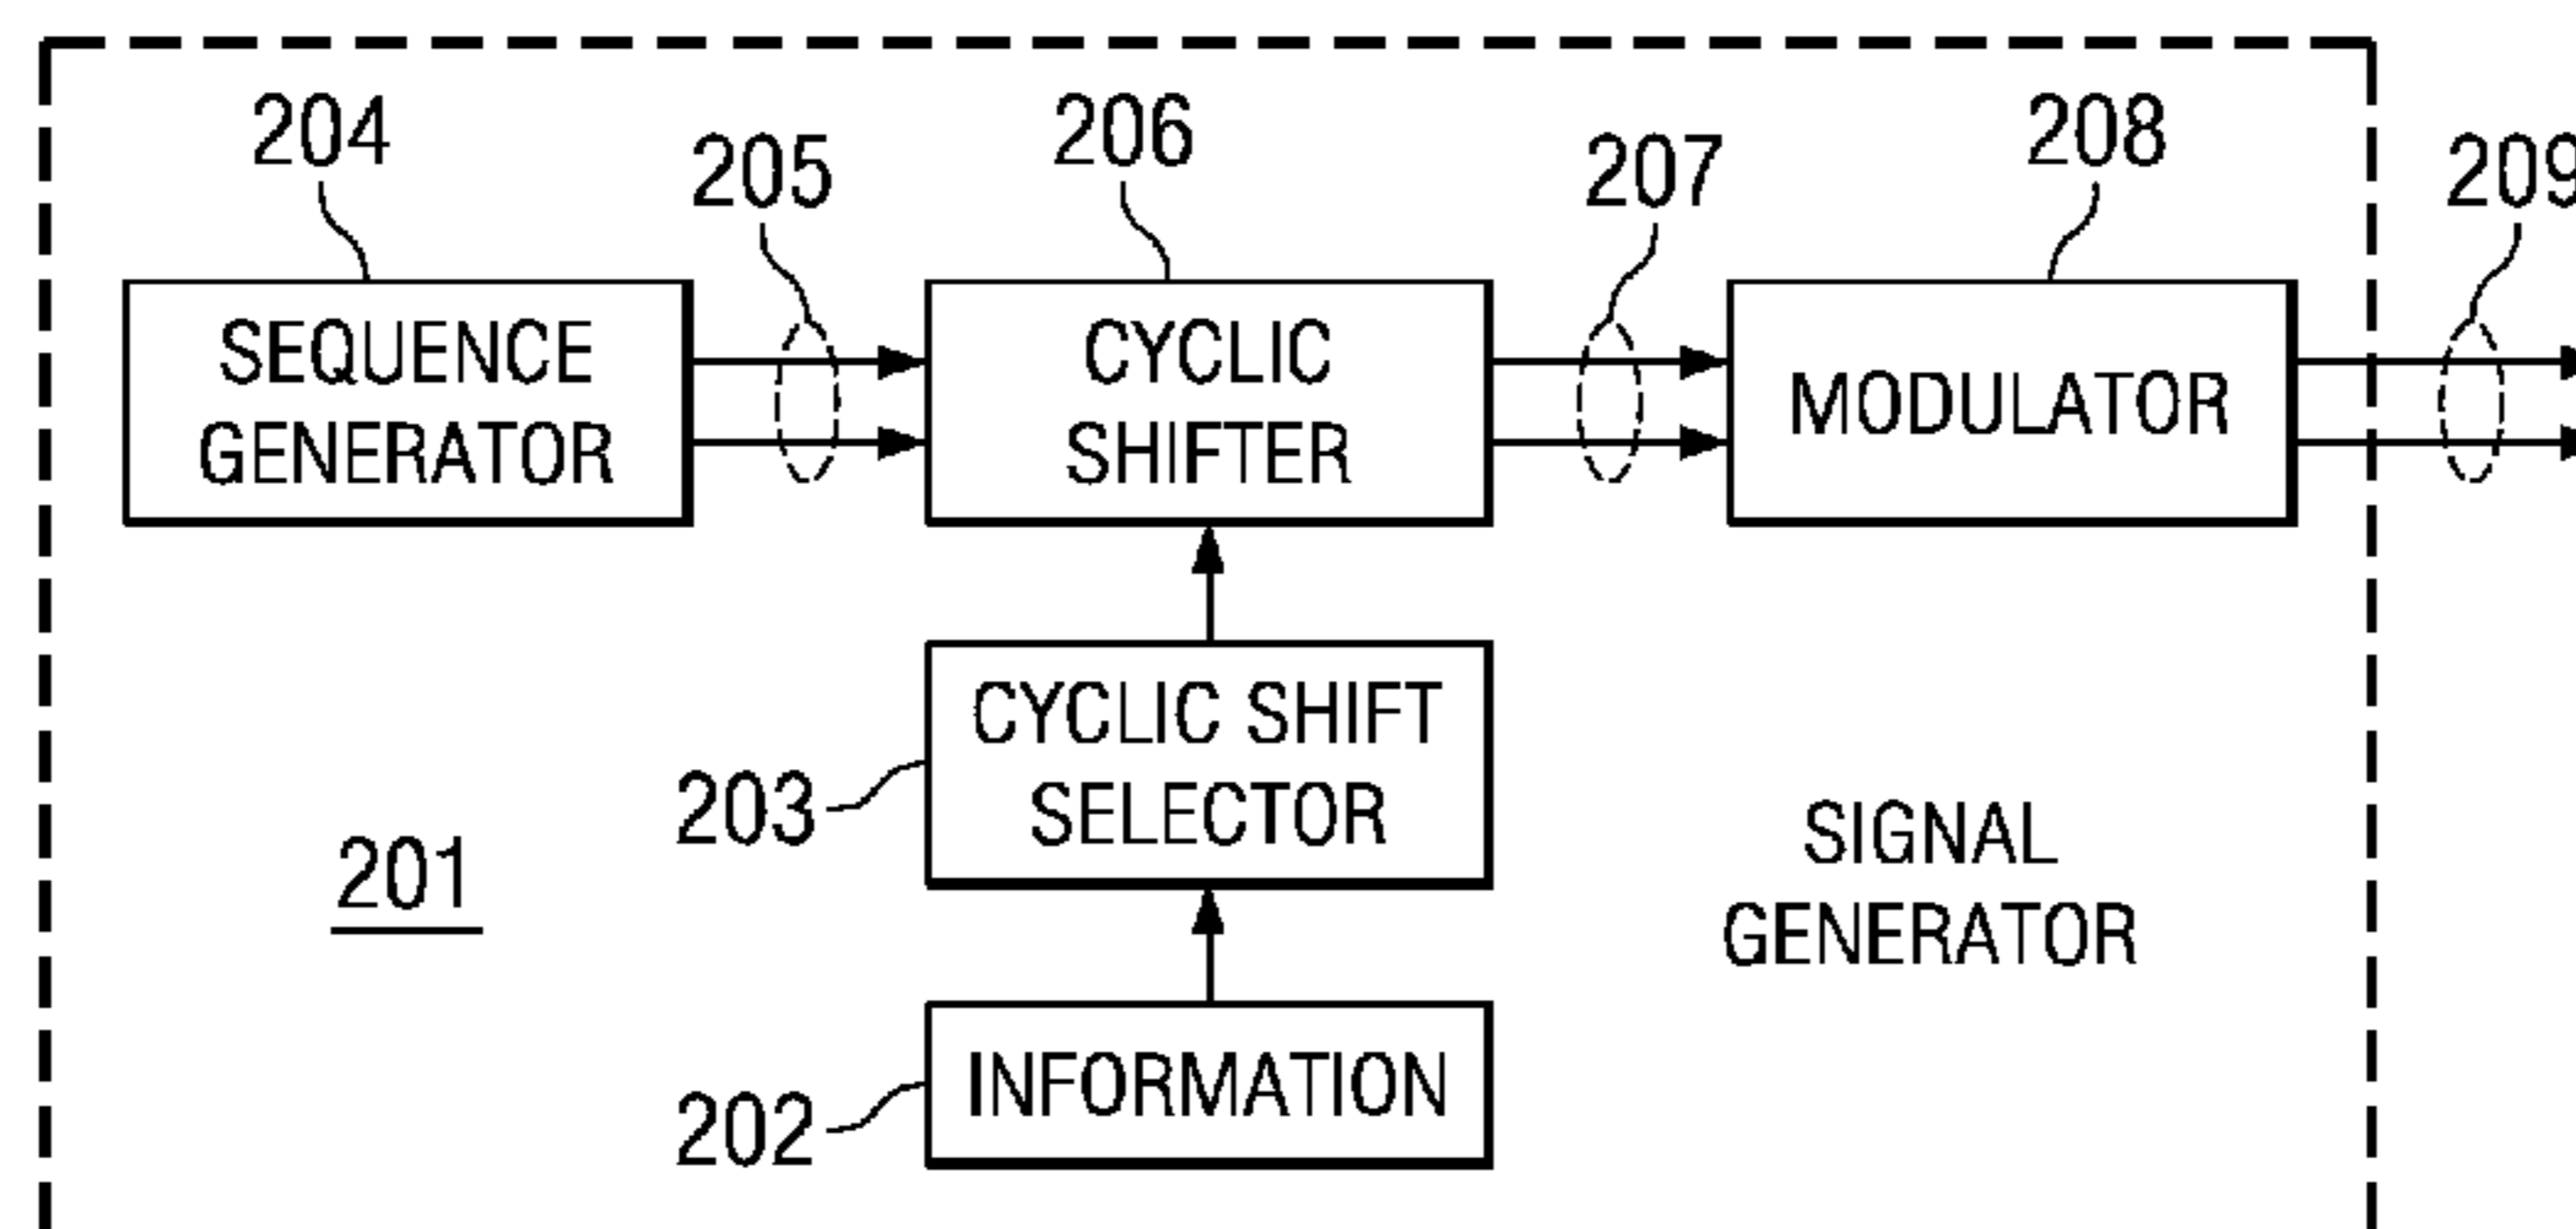 204
205
206
207
208
209
SEQUENCE
GENERATOR
CYCLIC
SHIFTER
MODULATOR
CYCLIC SHIFT
SELECTOR
203
201
SIGNAL
GENERATOR
INFORMATION
202